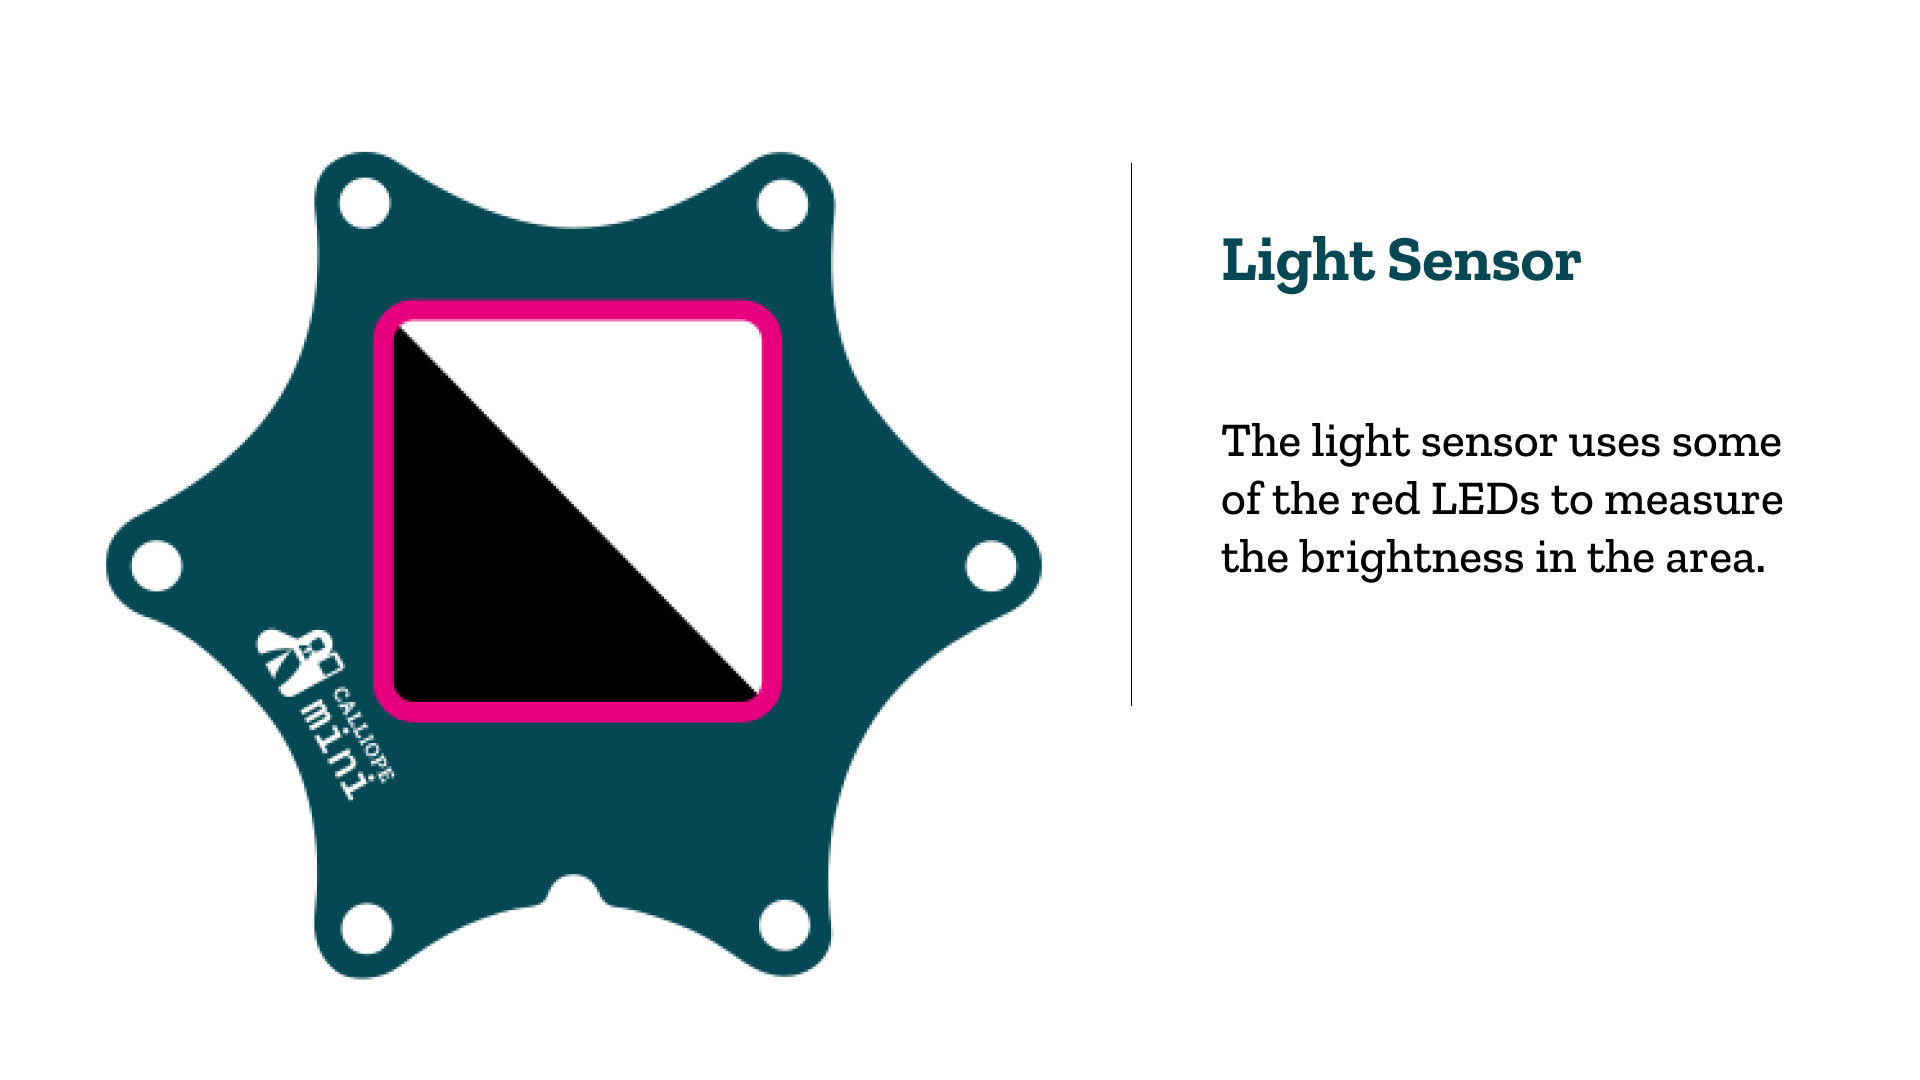 CALLIOPE
mini
Light Sensor
The light sensor uses some
of the red LEDs to measure
the brightness in the area.